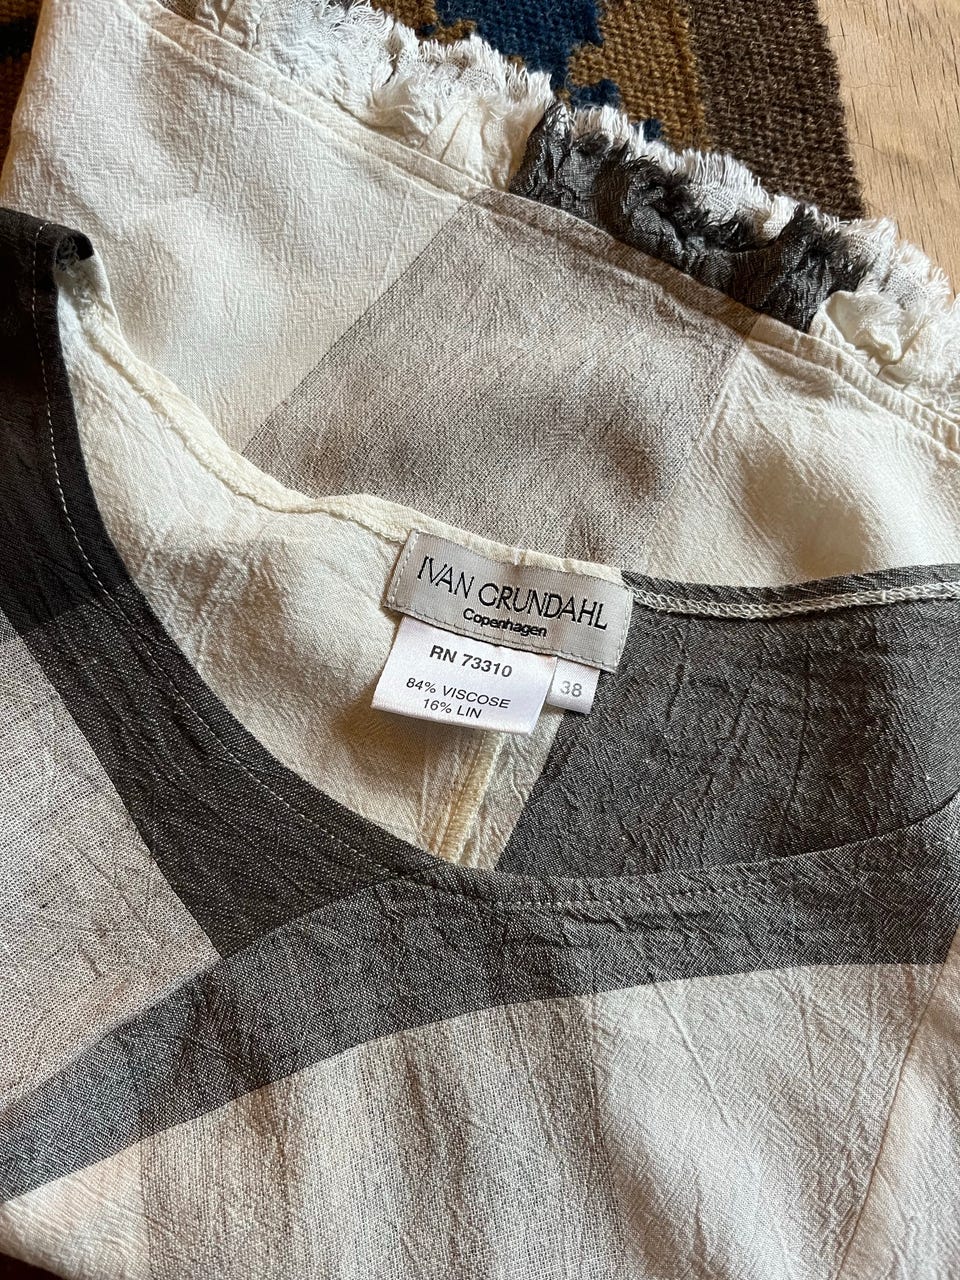 IVAN GRUNDAHL
Copenhagen
RN 73310
84% VISCOSE
16% LIN
38